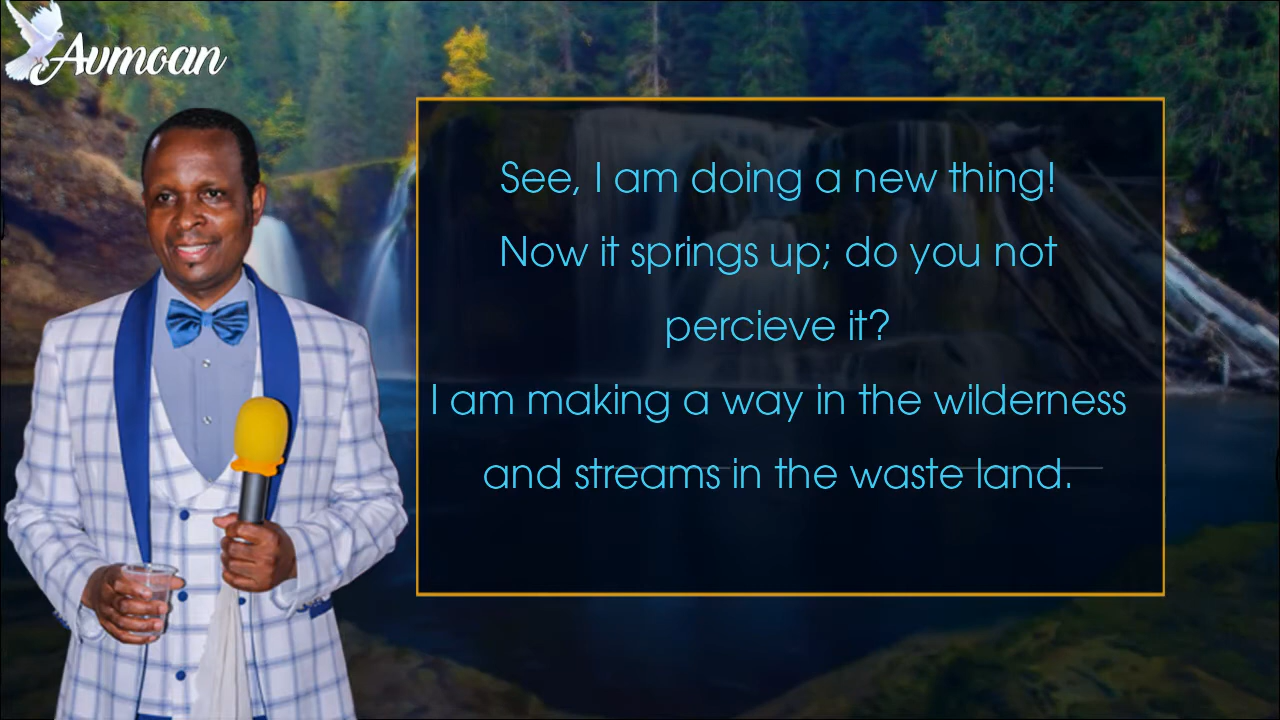 Avmoan
See, I am doing a new thing!
Now it springs up; do you not
percieve it?
I am making a way in the wilderness
and streams in the waste land.